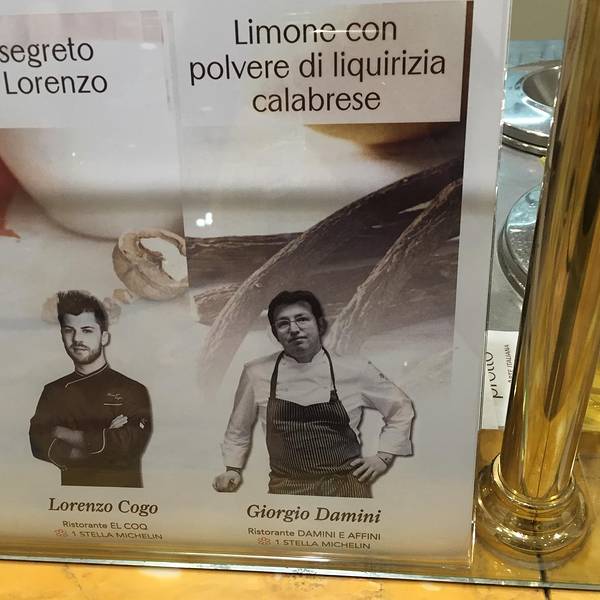 segreto
Lorenzo
Limone con
polvere di liquirizia
calabrese
Lorenzo Cogo
Ristorante EL COQ
1 STELLA MICHELIN
Giorgio Damini
Ristorante DAMINI E AFFINI
1 STELLA MICHELIN
ITALIANA